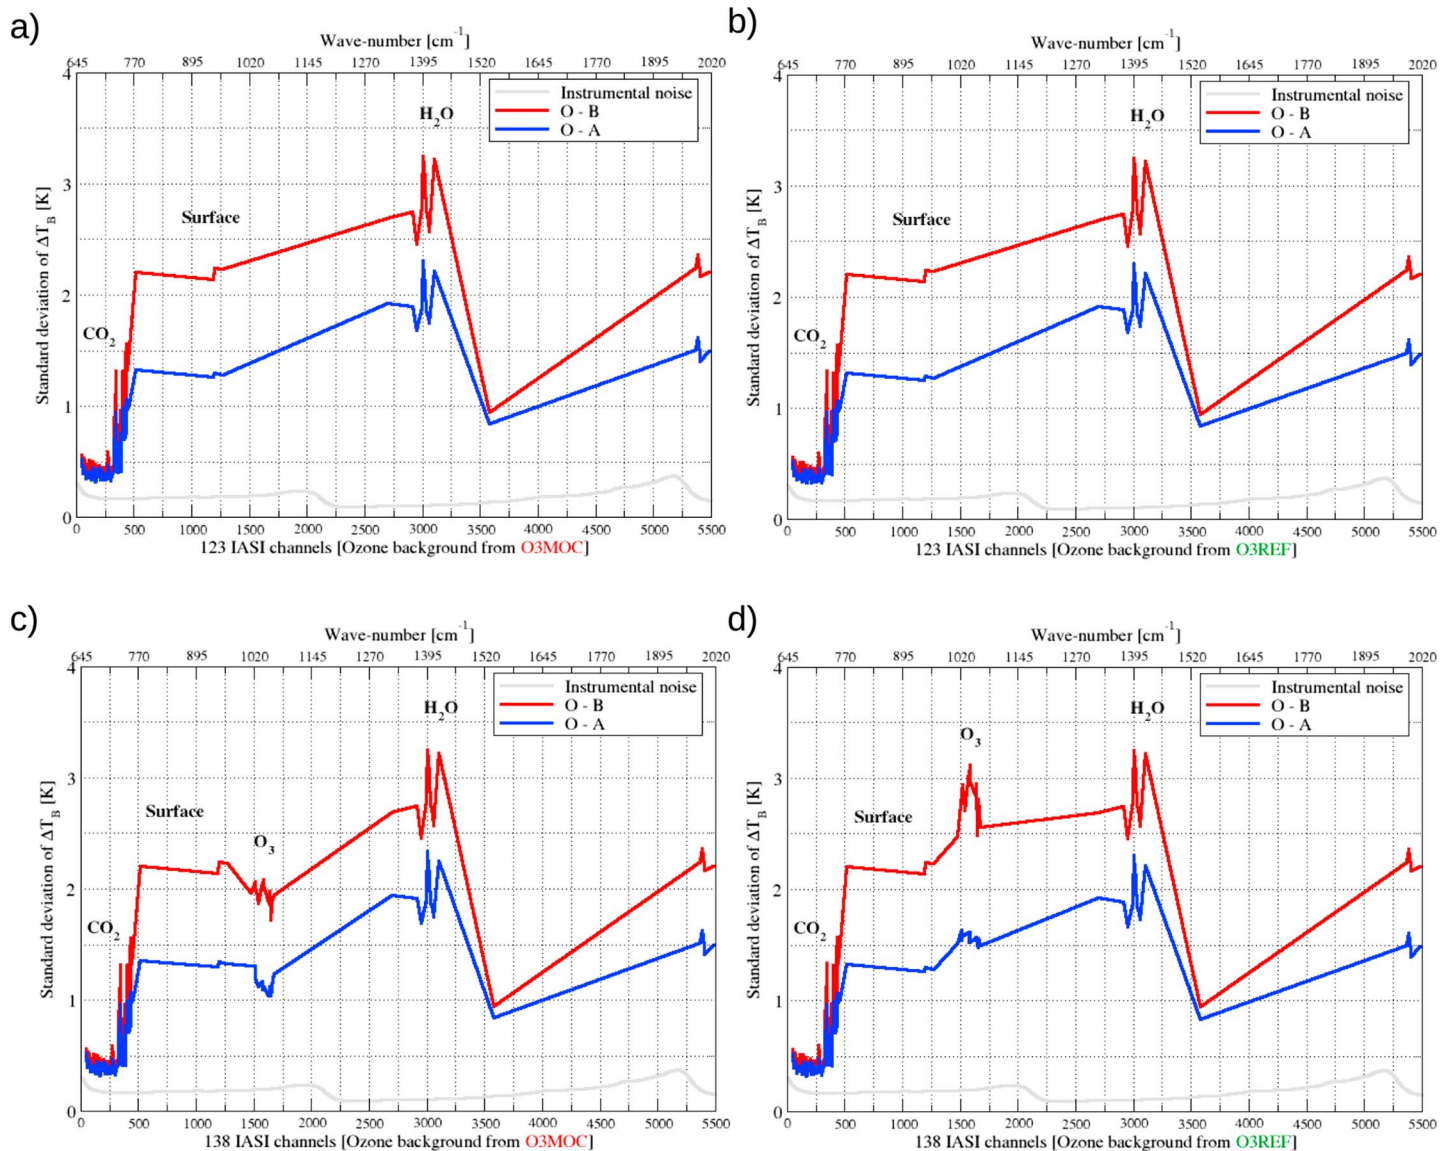 a)
Wave-number [cm-1]
645 770 895 1020 1145 1270 1395 1520 1645 1770 1895 2020
Instrumental noise
O - B
O - A
H2O
Surface
CO2
Standard deviation of ΔTB [K]
4
3
2
1
0
0 500 1000 1500 2000 2500 3000 3500 4000 4500 5000 5500
123 IASI channels [Ozone background from O3MOC]
b)
Wave-number [cm-1]
645 770 895 1020 1145 1270 1395 1520 1645 1770 1895 2020
Instrumental noise
O - B
O - A
H2O
Surface
CO2
Standard deviation of ΔTB [K]
4
3
2
1
0
0 500 1000 1500 2000 2500 3000 3500 4000 4500 5000 5500
123 IASI channels [Ozone background from O3REF]
c)
Wave-number [cm-1]
645 770 895 1020 1145 1270 1395 1520 1645 1770 1895 2020
Instrumental noise
O - B
O - A
H2O
Surface
O3
CO2
Standard deviation of ΔTB [K]
4
3
2
1
0
0 500 1000 1500 2000 2500 3000 3500 4000 4500 5000 5500
138 IASI channels [Ozone background from O3MOC]
d)
Wave-number [cm-1]
645 770 895 1020 1145 1270 1395 1520 1645 1770 1895 2020
Instrumental noise
O - B
O - A
H2O
O3
Surface
CO2
Standard deviation of ΔTB [K]
4
3
2
1
0
0 500 1000 1500 2000 2500 3000 3500 4000 4500 5000 5500
138 IASI channels [Ozone background from O3REF]